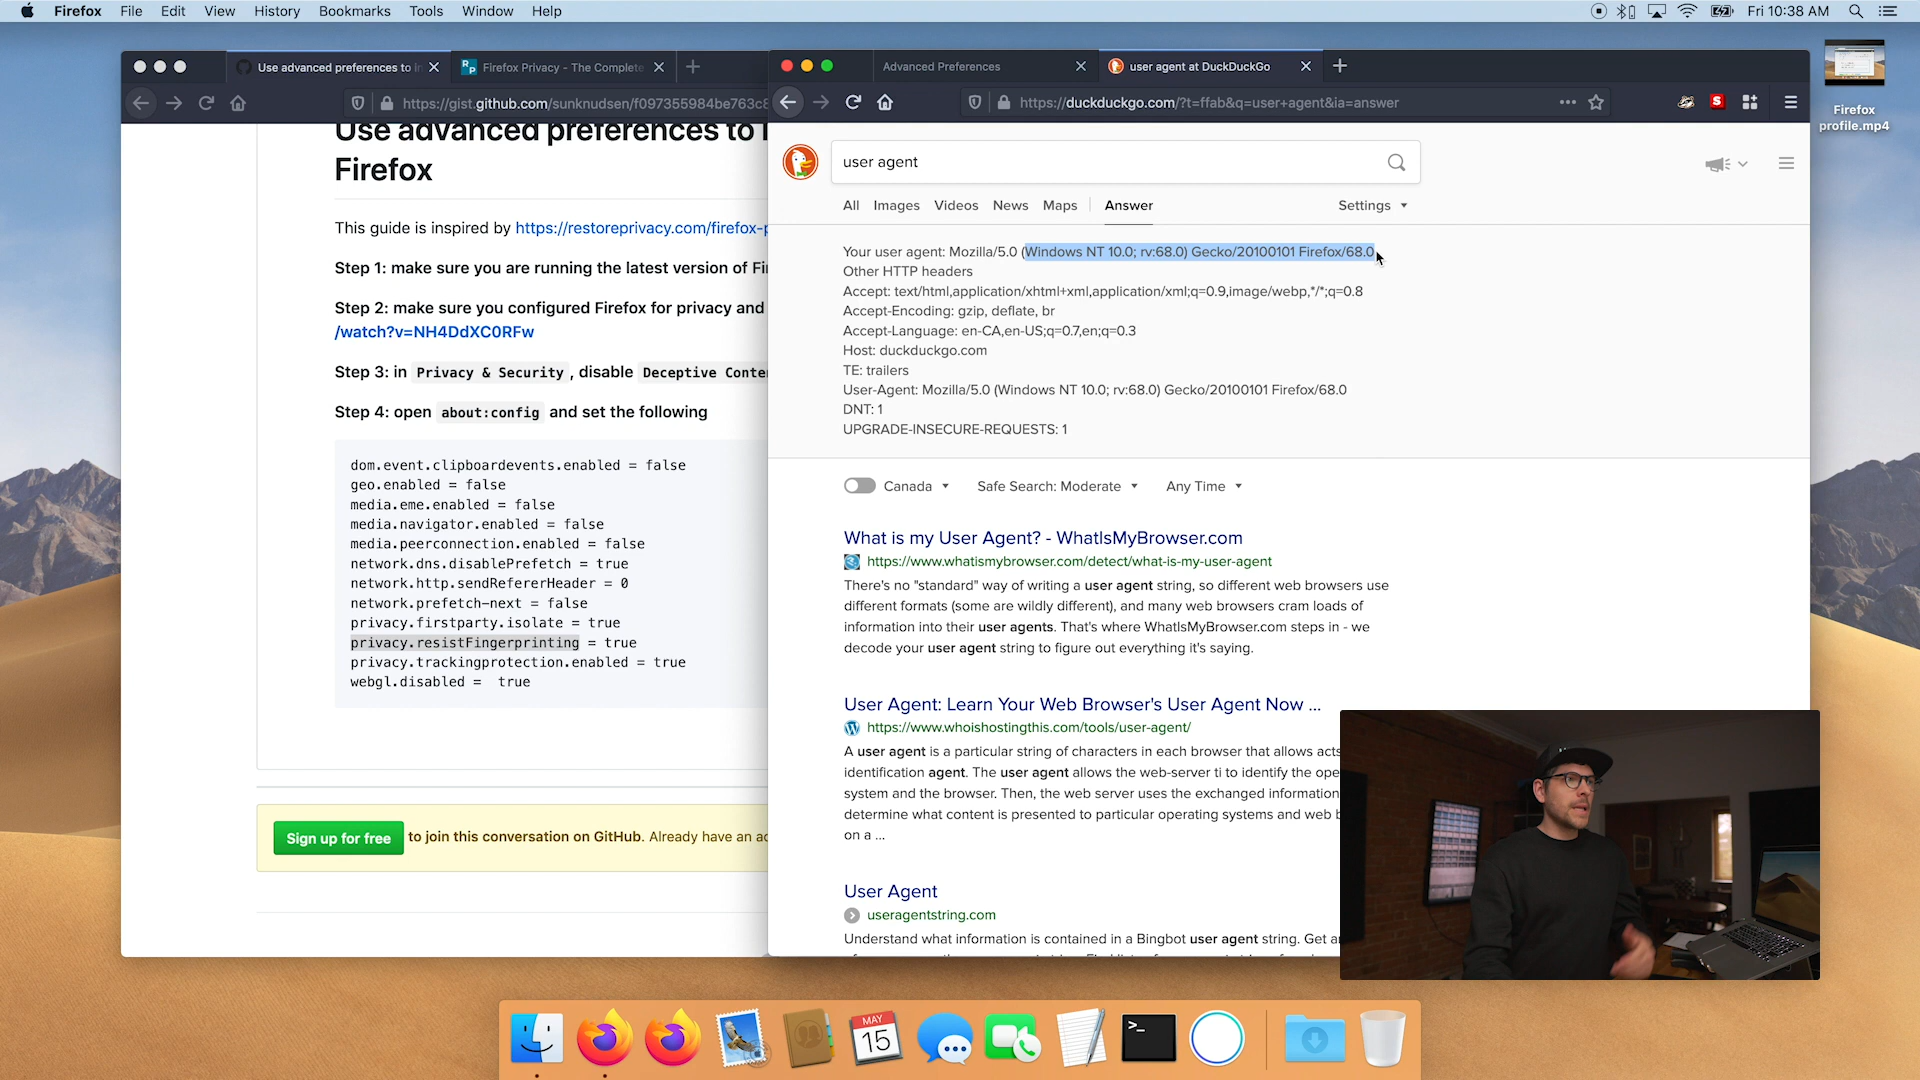 Firefox File Edit View History Bookmarks Tools Window Help
Fri 10:38 AM
Use advanced preferences to i
Firefox Privacy - The Complete
Advanced Preferences
user agent at DuckDuckGo
https://gist.github.com/sunknudsen/f097355984be763c8
https://duckduckgo.com/?t=ffab&q=user+agent&ia=answer
Firefox
profile.mp4
Use advanced preferences to
Firefox
This guide is inspired by https://restoreprivacy.com/firefox-p
Step 1: make sure you are running the latest version of Fi
Step 2: make sure you configured Firefox for privacy and
/watch?v=NH4DdXC0RFw
Step 3: in Privacy & Security, disable Deceptive Conte
Step 4: open about:config and set the following
dom.event.clipboardevents.enabled = false
geo.enabled = false
media.eme.enabled = false
media.navigator.enabled = false
media.peerconnection.enabled = false
network.dns.disablePrefetch = true
network.http.sendRefererHeader = 0
network.prefetch-next = false
privacy.firstparty.isolate = true
privacy.resistFingerprinting = true
privacy.trackingprotection.enabled = true
webgl.disabled =  true
Sign up for free to join this conversation on GitHub. Already have an ac
user agent
All Images Videos News Maps Answer Settings
Your user agent: Mozilla/5.0 (Windows NT 10.0; rv:68.0) Gecko/20100101 Firefox/68.0
Other HTTP headers
Accept: text/html,application/xhtml+xml,application/xml;q=0.9,image/webp,*/*;q=0.8
Accept-Encoding: gzip, deflate, br
Accept-Language: en-CA,en-US;q=0.7,en;q=0.3
Host: duckduckgo.com
TE: trailers
User-Agent: Mozilla/5.0 (Windows NT 10.0; rv:68.0) Gecko/20100101 Firefox/68.0
DNT: 1
UPGRADE-INSECURE-REQUESTS: 1
Canada Safe Search: Moderate Any Time
What is my User Agent? - WhatIsMyBrowser.com
https://www.whatismybrowser.com/detect/what-is-my-user-agent
There's no "standard" way of writing a user agent string, so different web browsers use
different formats (some are wildly different), and many web browsers cram loads of
information into their user agents. That's where WhatIsMyBrowser.com steps in - we
decode your user agent string to figure out everything it's saying.
User Agent: Learn Your Web Browser's User Agent Now ...
https://www.whoishostingthis.com/tools/user-agent/
A user agent is a particular string of characters in each browser that allows acts
identification agent. The user agent allows the web-server ti to identify the ope
system and the browser. Then, the web server uses the exchanged information
determine what content is presented to particular operating systems and web b
on a ...
User Agent
useragentstring.com
Understand what information is contained in a Bingbot user agent string. Get a
MAY
15